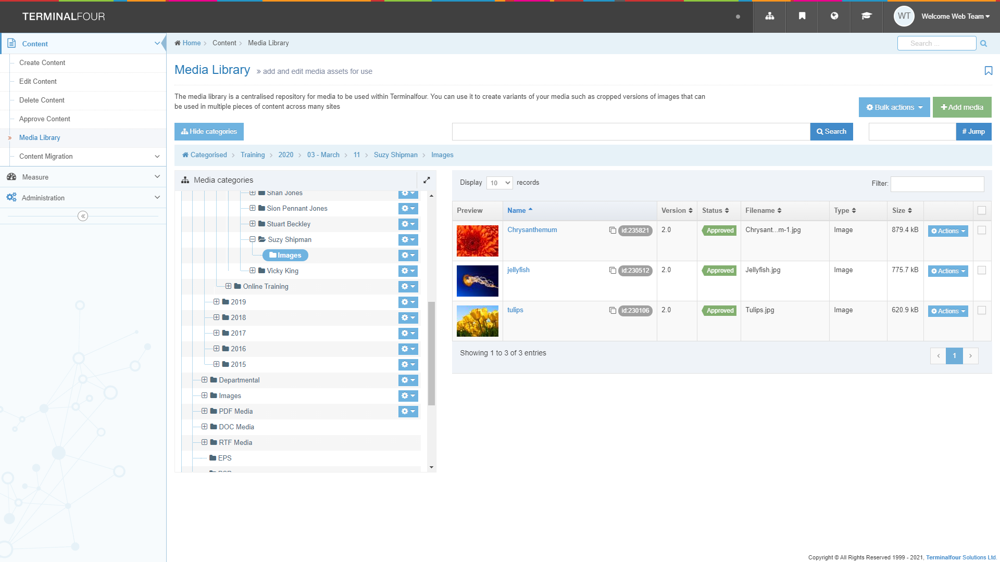 TERMINALFOUR
WT Welcome Web Team
Content
Create Content
Edit Content
Delete Content
Approve Content
Media Library
Content Migration
Measure
Administration
Home Content Media Library
Search ...
Media Library » add and edit media assets for use
The media library is a centralised repository for media to be used within Terminalfour. You can use it to create variants of your media such as cropped versions of images that can
be used in multiple pieces of content across many sites
Bulk actions
Add media
Hide categories
Search
# Jump
Categorised Training 2020 03 - March 11 Suzy Shipman Images
Media categories
Shan Jones
Sion Pennant Jones
Stuart Beckley
Suzy Shipman
Images
Vicky King
Online Training
2019
2018
2017
2016
2015
Departmental
Images
PDF Media
DOC Media
RTF Media
EPS
Display 10 records
Filter:
Preview Name Version Status Filename Type Size
Chrysanthemum id:235821 2.0 Approved Chrysant...m-1.jpg Image 879.4 kB Actions
jellyfish id:230512 2.0 Approved Jellyfish.jpg Image 775.7 kB Actions
tulips id:230106 2.0 Approved Tulips.jpg Image 620.9 kB Actions
Showing 1 to 3 of 3 entries
1
Copyright © All Rights Reserved 1999 - 2021, Terminalfour Solutions Ltd.